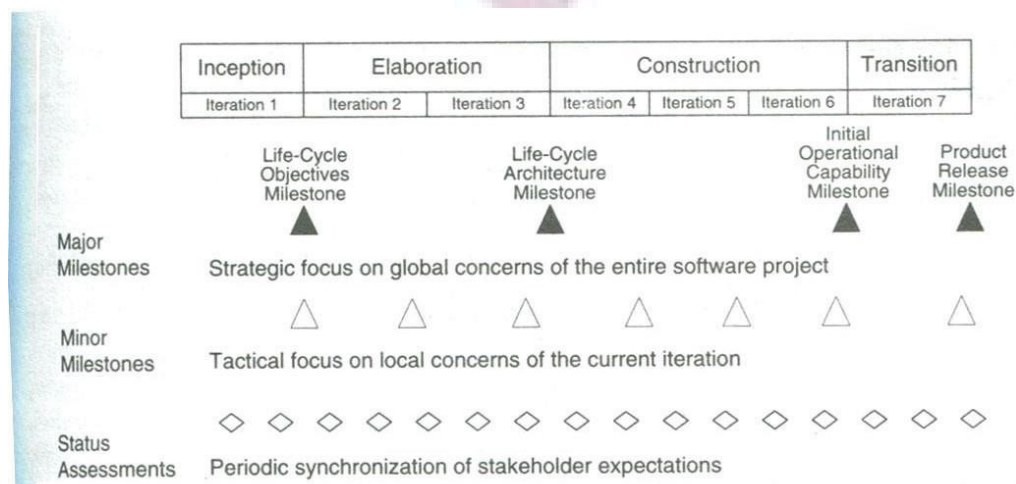 Inception Elaboration Construction Transition
Iteration 1 Iteration 2 Iteration 3 Iteration 4 Iteration 5 Iteration 6 Iteration 7
Life-Cycle
Objectives
Milestone
Life-Cycle
Architecture
Milestone
Initial
Operational
Capability
Milestone
Product
Release
Milestone
Major
Milestones
Strategic focus on global concerns of the entire software project
Minor
Milestones
Tactical focus on local concerns of the current iteration
Status
Assessments
Periodic synchronization of stakeholder expectations